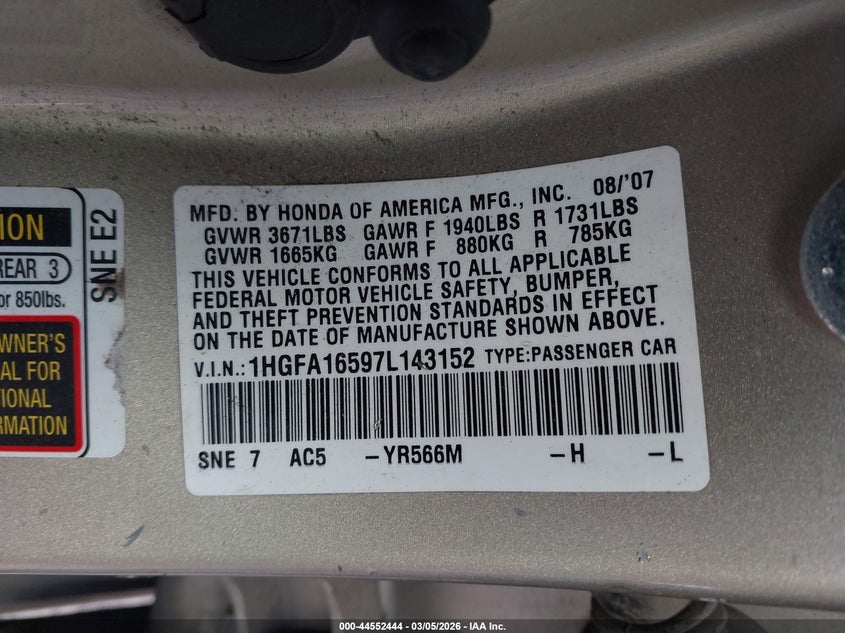 MFD. BY HONDA OF AMERICA MFG., INC. 08/'07
GVWR 3671LBS GAWR F 1940LBS R 1731LBS
GVWR 1665KG GAWR F 880KG R 785KG
THIS VEHICLE CONFORMS TO ALL APPLICABLE
FEDERAL MOTOR VEHICLE SAFETY, BUMPER,
AND THEFT PREVENTION STANDARDS IN EFFECT
ON THE DATE OF MANUFACTURE SHOWN ABOVE.
V.I.N.: 1HGFA16597L143152 TYPE:PASSENGER CAR
SNE 7 AC5 -YR566M -H -L
ION
REAR 3
or 850lbs.
WNER'S
AL FOR
TIONAL
RMATION
SNE E2
000-44552444 | 03/05/2026 – IAA Inc.